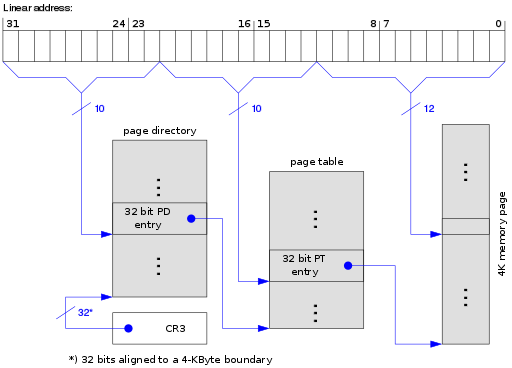 Linear address:
31 24 23 16 15 8 7 0
10 10 12
page directory
page table
32 bit PD
entry
32 bit PT
entry
4K memory page
32*
CR3
*) 32 bits aligned to a 4-KByte boundary